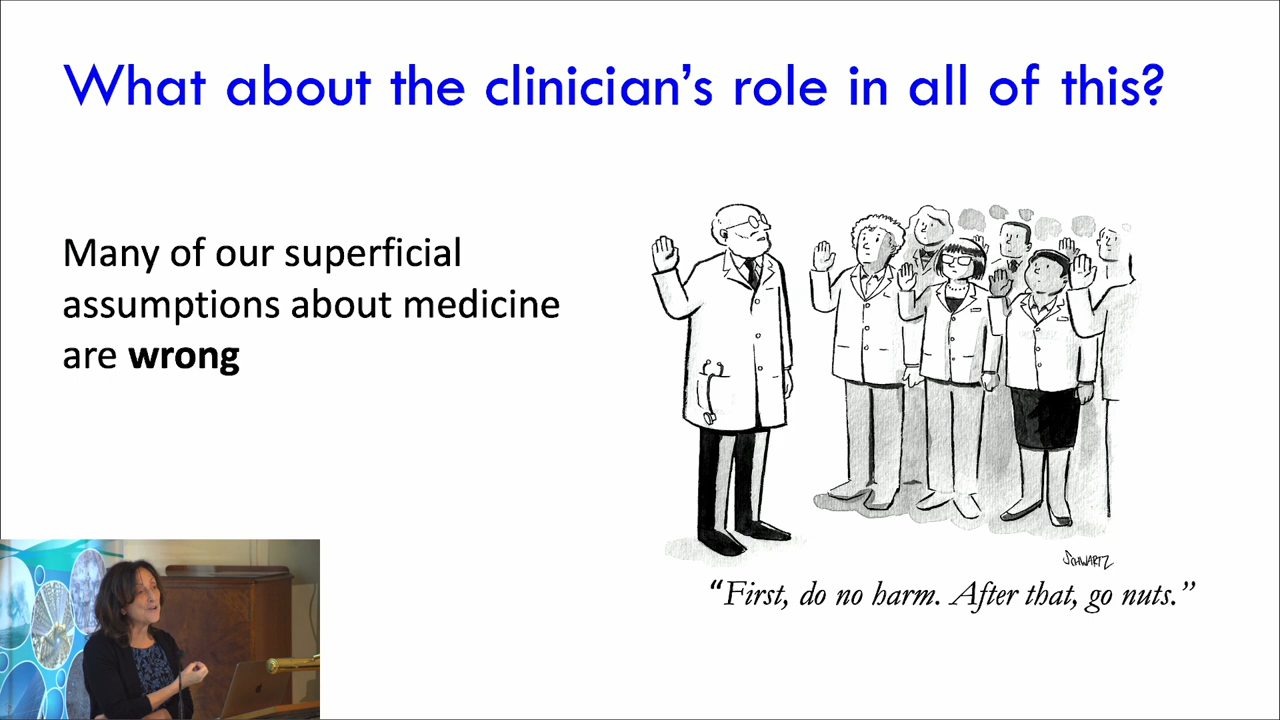 What about the clinician's role in all of this?
Many of our superficial
assumptions about medicine
are wrong
SCHWARTZ
“First, do no harm. After that, go nuts.”